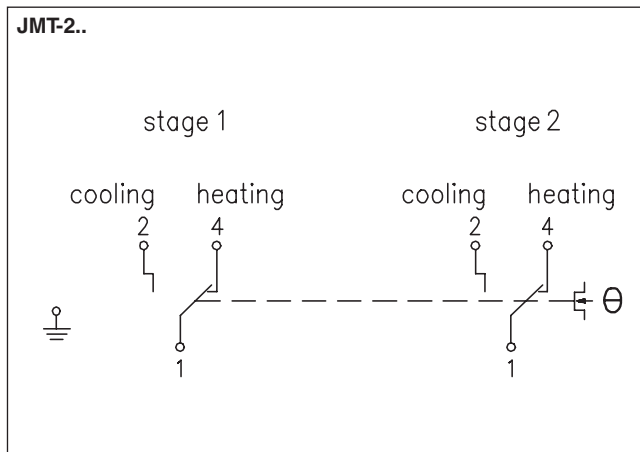 JMT-2..
stage 1 stage 2
cooling heating cooling heating
2 4 2 4
θ
1 1